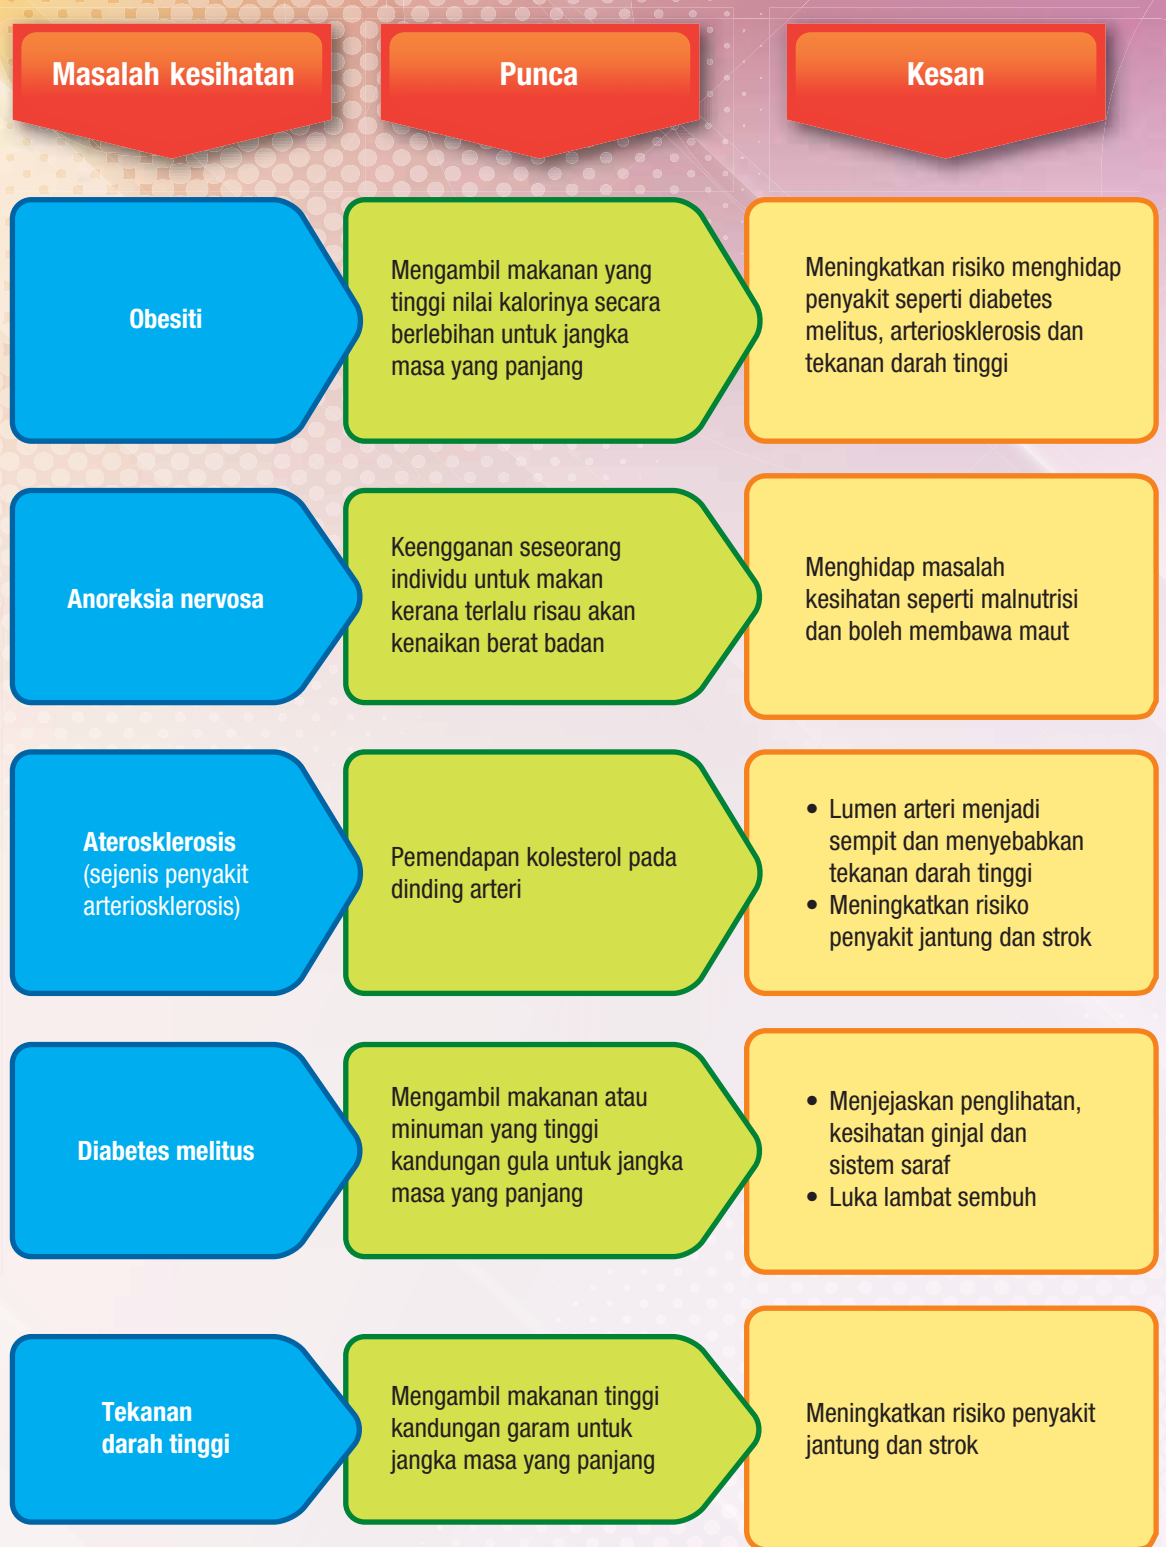 Masalah kesihatan
Punca
Kesan
Obesiti
Mengambil makanan yang
tinggi nilai kalorinya secara
berlebihan untuk jangka
masa yang panjang
Meningkatkan risiko menghidap
penyakit seperti diabetes
melitus, arteriosklerosis dan
tekanan darah tinggi
Anoreksia nervosa
Keengganan seseorang
individu untuk makan
kerana terlalu risau akan
kenaikan berat badan
Menghidap masalah
kesihatan seperti malnutrisi
dan boleh membawa maut
Aterosklerosis
(sejenis penyakit
arteriosklerosis)
Pemendapan kolesterol pada
dinding arteri
• Lumen arteri menjadi
sempit dan menyebabkan
tekanan darah tinggi
• Meningkatkan risiko
penyakit jantung dan strok
Diabetes melitus
Mengambil makanan atau
minuman yang tinggi
kandungan gula untuk jangka
masa yang panjang
• Menjejaskan penglihatan,
kesihatan ginjal dan
sistem saraf
• Luka lambat sembuh
Tekanan
darah tinggi
Mengambil makanan tinggi
kandungan garam untuk
jangka masa yang panjang
Meningkatkan risiko penyakit
jantung dan strok